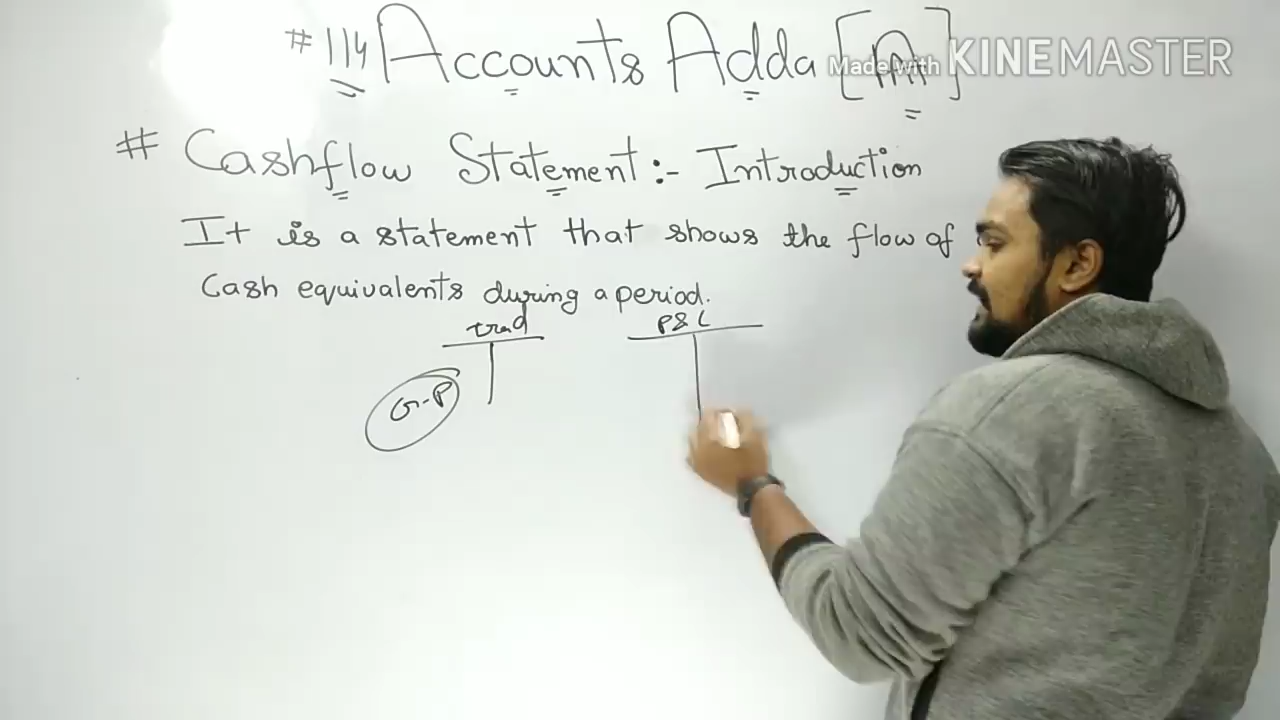 #114 Accounts Adda [AA]
Made with KINEMASTER
# Cashflow Statement :- Introduction
It is a statement that shows the flow of
Cash equivalents during a period.
trad P&L
G-P